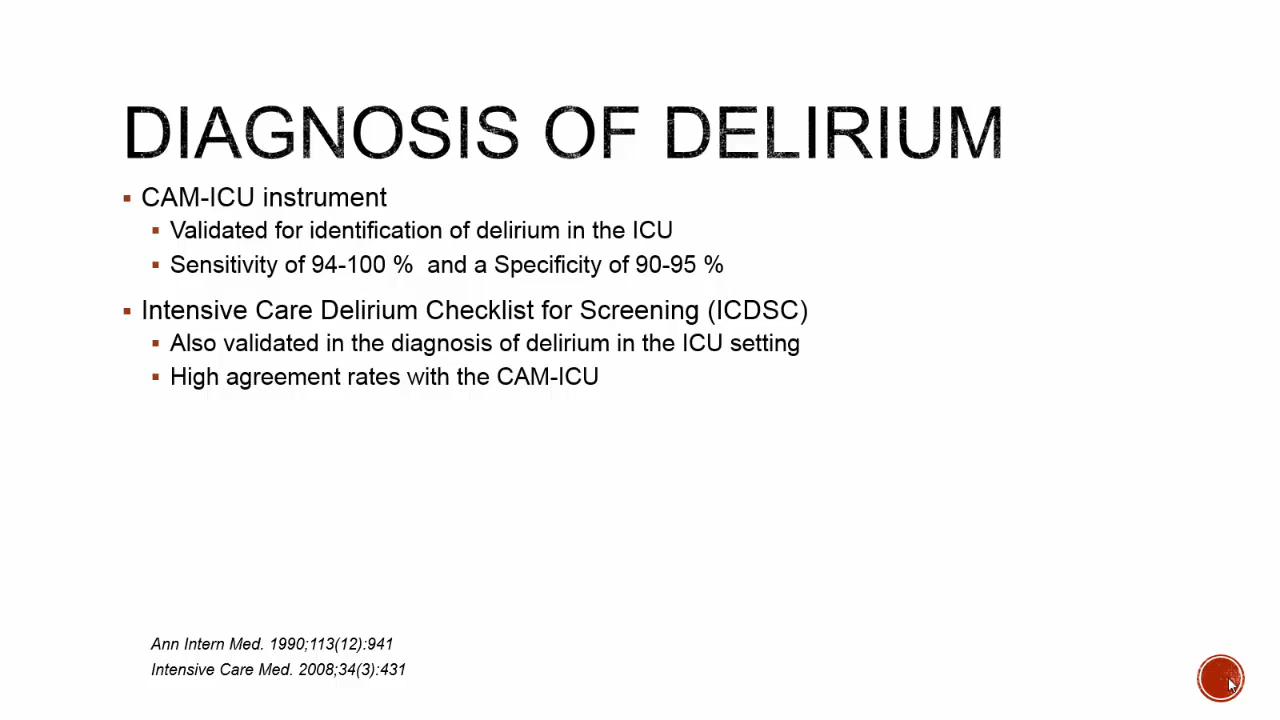 DIAGNOSIS OF DELIRIUM
CAM-ICU instrument
Validated for identification of delirium in the ICU
Sensitivity of 94-100 % and a Specificity of 90-95 %
Intensive Care Delirium Checklist for Screening (ICDSC)
Also validated in the diagnosis of delirium in the ICU setting
High agreement rates with the CAM-ICU
Ann Intern Med. 1990;113(12):941
Intensive Care Med. 2008;34(3):431